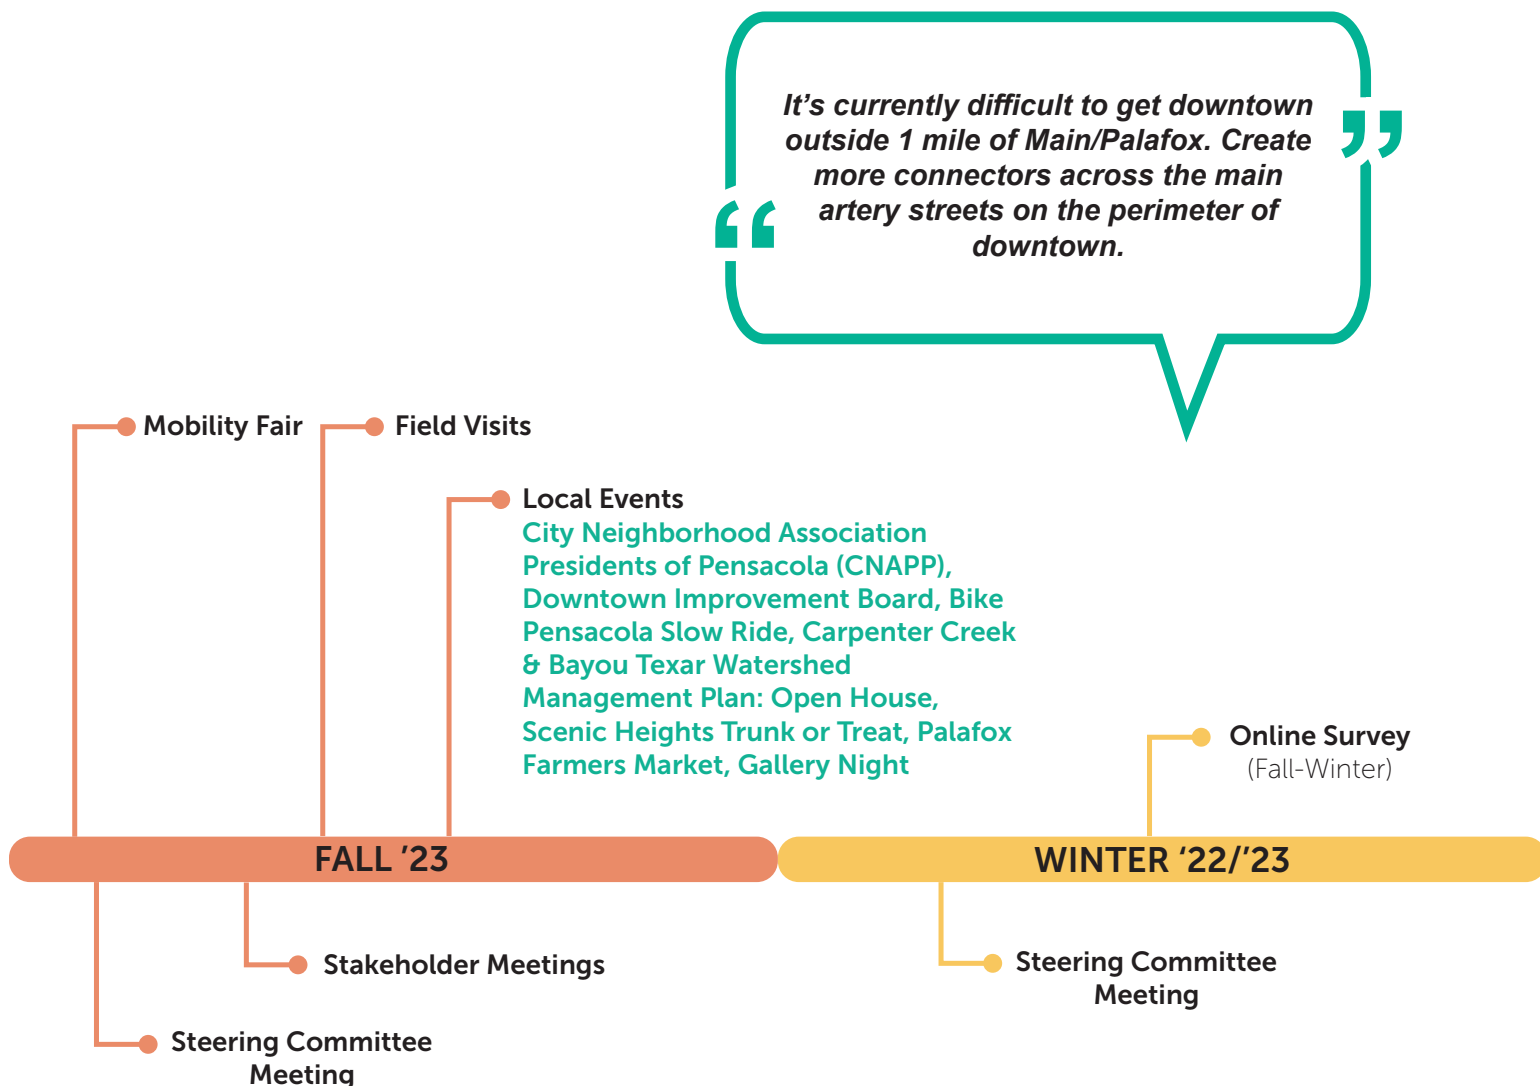 It’s currently difficult to get downtown
outside 1 mile of Main/Palafox. Create
more connectors across the main
artery streets on the perimeter of
downtown.
Mobility Fair
Field Visits
Local Events
City Neighborhood Association
Presidents of Pensacola (CNAPP),
Downtown Improvement Board, Bike
Pensacola Slow Ride, Carpenter Creek
& Bayou Texar Watershed
Management Plan: Open House,
Scenic Heights Trunk or Treat, Palafox
Farmers Market, Gallery Night
Online Survey
(Fall-Winter)
FALL ’23
WINTER ‘22/’23
Stakeholder Meetings
Steering Committee
Meeting
Steering Committee
Meeting